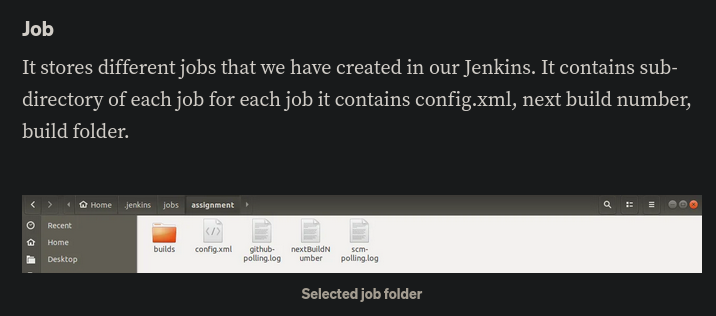 Job
It stores different jobs that we have created in our Jenkins. It contains sub-
directory of each job for each job it contains config.xml, next build number,
build folder.
Home .jenkins jobs assignment
Recent
Home
Desktop
builds config.xml github- nextBuildN scm-
polling.log umber polling.log
Selected job folder